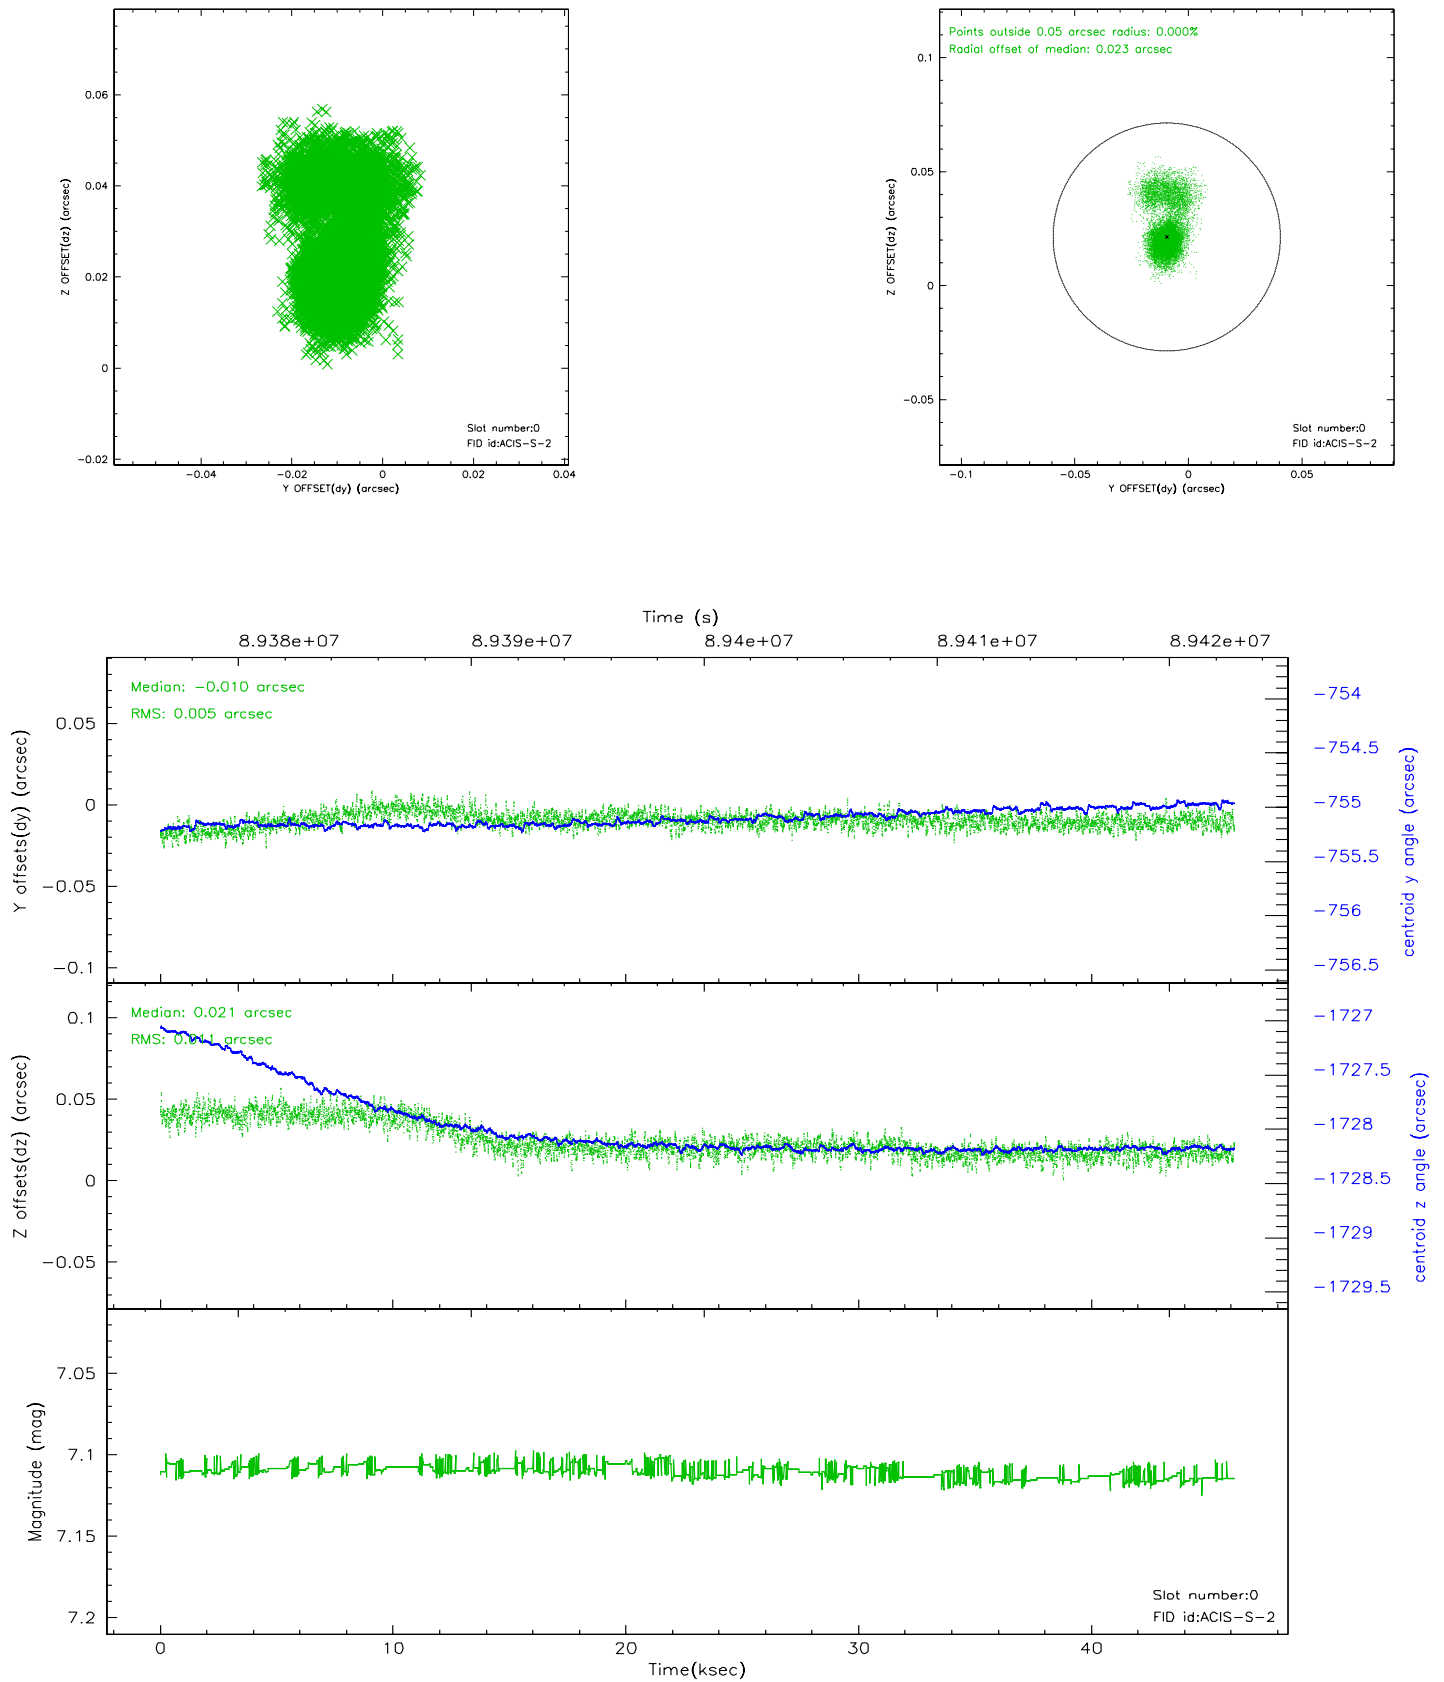 0.06
0.04
0.02
0
−0.02
Z OFFSET(dz) (arcsec)
−0.04
−0.02
0
0.02
0.04
Y OFFSET(dy) (arcsec)
Slot number:0
FID id:ACIS−S−2
Points outside 0.05 arcsec radius: 0.000%
Radial offset of median: 0.023 arcsec
0.1
0.05
0
−0.05
Z OFFSET(dz) (arcsec)
−0.1
−0.05
0
0.05
Y OFFSET(dy) (arcsec)
Slot number:0
FID id:ACIS−S−2
Time (s)
8.938e+07
8.939e+07
8.94e+07
8.941e+07
8.942e+07
Median: −0.010 arcsec
RMS: 0.005 arcsec
0.05
0
−0.05
−0.1
Y offsets(dy) (arcsec)
−754
−754.5
−755
−755.5
−756
−756.5
centroid y angle (arcsec)
Median: 0.021 arcsec
RMS: 0.011 arcsec
0.1
0.05
0
−0.05
Z offsets(dz) (arcsec)
−1727
−1727.5
−1728
−1728.5
−1729
−1729.5
centroid z angle (arcsec)
7.05
7.1
7.15
7.2
Magnitude (mag)
Slot number:0
FID id:ACIS−S−2
0
10
20
30
40
Time(ksec)